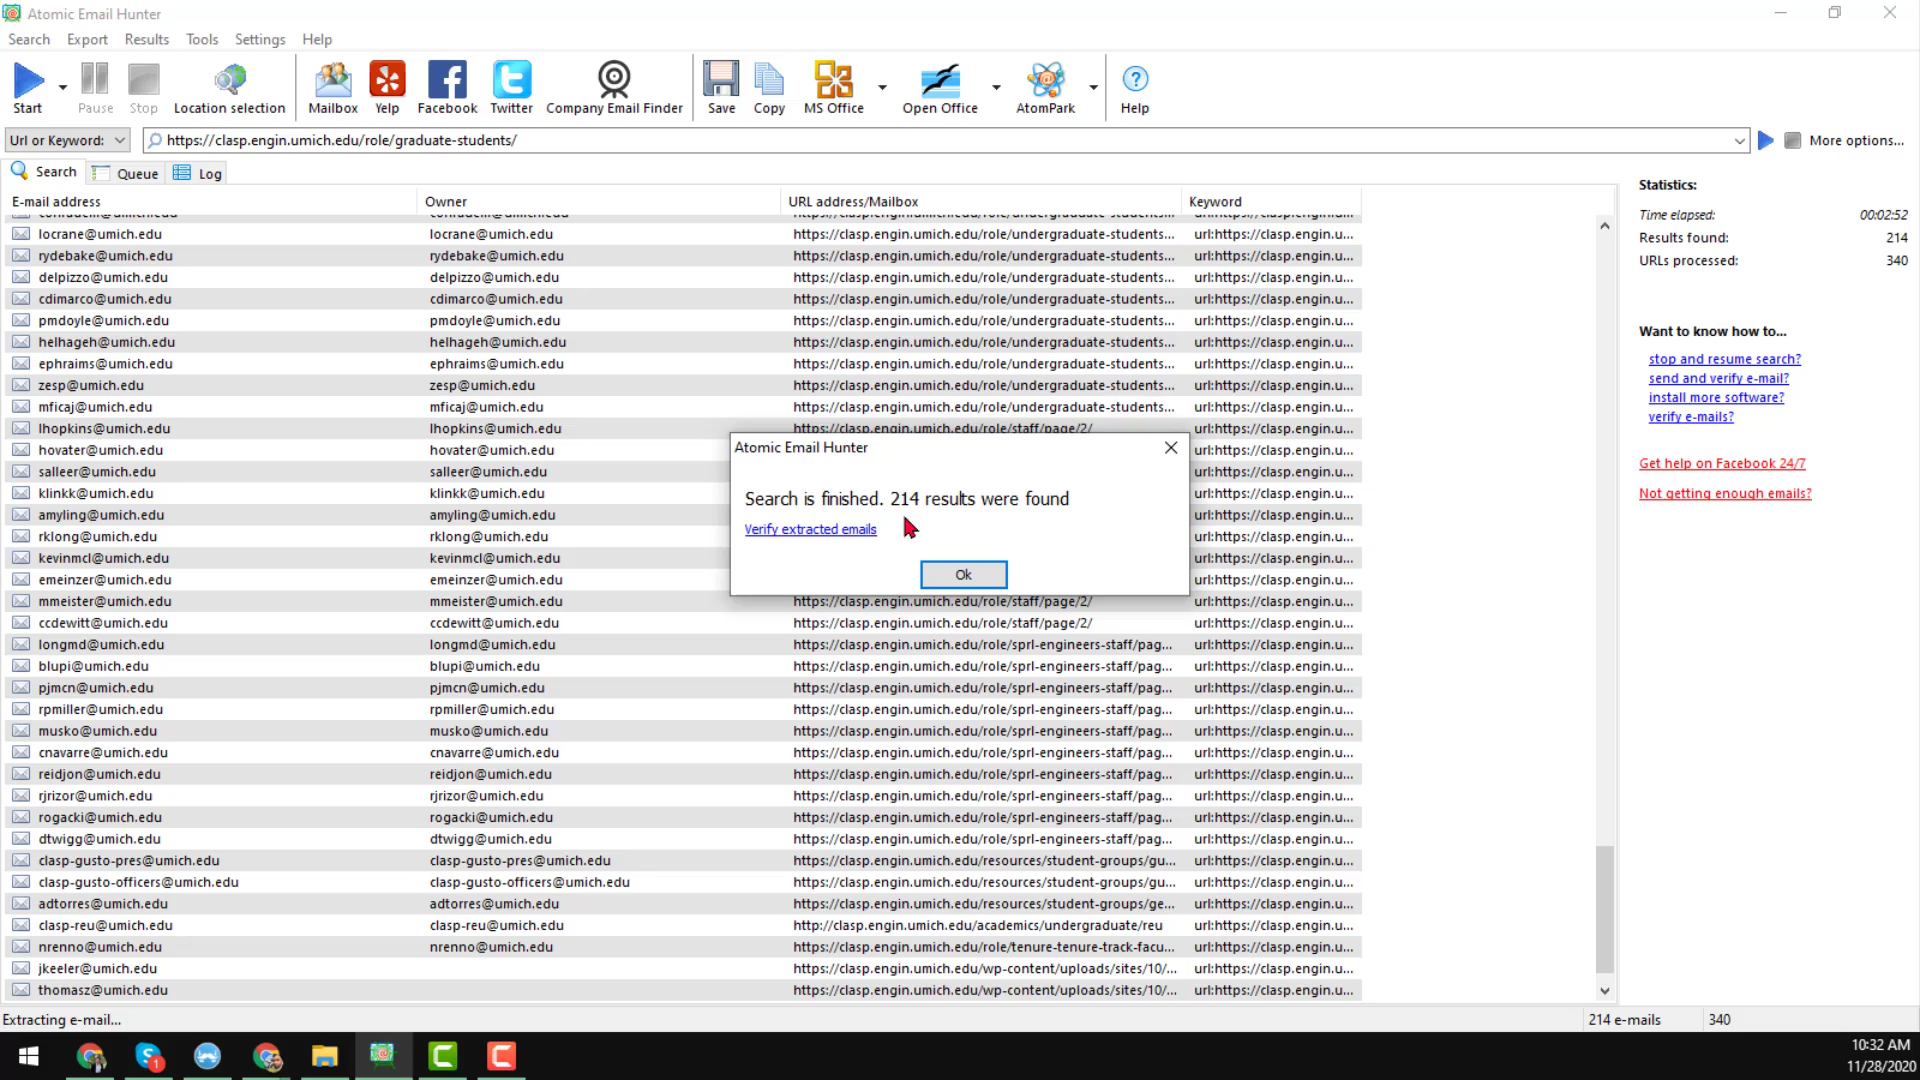 Atomic Email Hunter
Search Export Results Tools Settings Help
Start Pause Stop Location selection Mailbox Yelp Facebook Twitter Company Email Finder Save Copy MS Office Open Office AtomPark Help
Url or Keyword: https://clasp.engin.umich.edu/role/graduate-students/ More options...
Search Queue Log
E-mail address Owner URL address/Mailbox Keyword
locrane@umich.edu locrane@umich.edu https://clasp.engin.umich.edu/role/undergraduate-students... url:https://clasp.engin.u...
rydebake@umich.edu rydebake@umich.edu https://clasp.engin.umich.edu/role/undergraduate-students... url:https://clasp.engin.u...
delpizzo@umich.edu delpizzo@umich.edu https://clasp.engin.umich.edu/role/undergraduate-students... url:https://clasp.engin.u...
cdimarco@umich.edu cdimarco@umich.edu https://clasp.engin.umich.edu/role/undergraduate-students... url:https://clasp.engin.u...
pmdoyle@umich.edu pmdoyle@umich.edu https://clasp.engin.umich.edu/role/undergraduate-students... url:https://clasp.engin.u...
helhageh@umich.edu helhageh@umich.edu https://clasp.engin.umich.edu/role/undergraduate-students... url:https://clasp.engin.u...
ephraims@umich.edu ephraims@umich.edu https://clasp.engin.umich.edu/role/undergraduate-students... url:https://clasp.engin.u...
zesp@umich.edu zesp@umich.edu https://clasp.engin.umich.edu/role/undergraduate-students... url:https://clasp.engin.u...
mficaj@umich.edu mficaj@umich.edu https://clasp.engin.umich.edu/role/undergraduate-students... url:https://clasp.engin.u...
lhopkins@umich.edu lhopkins@umich.edu https://clasp.engin.umich.edu/role/staff/page/2/ url:https://clasp.engin.u...
hovater@umich.edu hovater@umich.edu url:https://clasp.engin.u...
salleer@umich.edu salleer@umich.edu url:https://clasp.engin.u...
klinkk@umich.edu klinkk@umich.edu url:https://clasp.engin.u...
amyling@umich.edu amyling@umich.edu url:https://clasp.engin.u...
rklong@umich.edu rklong@umich.edu url:https://clasp.engin.u...
kevinmcl@umich.edu kevinmcl@umich.edu url:https://clasp.engin.u...
emeinzer@umich.edu emeinzer@umich.edu url:https://clasp.engin.u...
mmeister@umich.edu mmeister@umich.edu https://clasp.engin.umich.edu/role/staff/page/2/ url:https://clasp.engin.u...
ccdewitt@umich.edu ccdewitt@umich.edu https://clasp.engin.umich.edu/role/staff/page/2/ url:https://clasp.engin.u...
longmd@umich.edu longmd@umich.edu https://clasp.engin.umich.edu/role/sprl-engineers-staff/pag... url:https://clasp.engin.u...
blupi@umich.edu blupi@umich.edu https://clasp.engin.umich.edu/role/sprl-engineers-staff/pag... url:https://clasp.engin.u...
pjmcn@umich.edu pjmcn@umich.edu https://clasp.engin.umich.edu/role/sprl-engineers-staff/pag... url:https://clasp.engin.u...
rpmiller@umich.edu rpmiller@umich.edu https://clasp.engin.umich.edu/role/sprl-engineers-staff/pag... url:https://clasp.engin.u...
musko@umich.edu musko@umich.edu https://clasp.engin.umich.edu/role/sprl-engineers-staff/pag... url:https://clasp.engin.u...
cnavarre@umich.edu cnavarre@umich.edu https://clasp.engin.umich.edu/role/sprl-engineers-staff/pag... url:https://clasp.engin.u...
reidjon@umich.edu reidjon@umich.edu https://clasp.engin.umich.edu/role/sprl-engineers-staff/pag... url:https://clasp.engin.u...
rjrizor@umich.edu rjrizor@umich.edu https://clasp.engin.umich.edu/role/sprl-engineers-staff/pag... url:https://clasp.engin.u...
rogacki@umich.edu rogacki@umich.edu https://clasp.engin.umich.edu/role/sprl-engineers-staff/pag... url:https://clasp.engin.u...
dtwigg@umich.edu dtwigg@umich.edu https://clasp.engin.umich.edu/role/sprl-engineers-staff/pag... url:https://clasp.engin.u...
clasp-gusto-pres@umich.edu clasp-gusto-pres@umich.edu https://clasp.engin.umich.edu/resources/student-groups/gu... url:https://clasp.engin.u...
clasp-gusto-officers@umich.edu clasp-gusto-officers@umich.edu https://clasp.engin.umich.edu/resources/student-groups/gu... url:https://clasp.engin.u...
adtorres@umich.edu adtorres@umich.edu https://clasp.engin.umich.edu/resources/student-groups/ge... url:https://clasp.engin.u...
clasp-reu@umich.edu clasp-reu@umich.edu http://clasp.engin.umich.edu/academics/undergraduate/reu url:https://clasp.engin.u...
nrenno@umich.edu nrenno@umich.edu https://clasp.engin.umich.edu/role/tenure-tenure-track-facu... url:https://clasp.engin.u...
jkeeler@umich.edu https://clasp.engin.umich.edu/wp-content/uploads/sites/10/... url:https://clasp.engin.u...
thomasz@umich.edu https://clasp.engin.umich.edu/wp-content/uploads/sites/10/... url:https://clasp.engin.u...
Atomic Email Hunter
Search is finished. 214 results were found
Verify extracted emails
Ok
Statistics:
Time elapsed: 00:02:52
Results found: 214
URLs processed: 340
Want to know how to...
stop and resume search?
send and verify e-mail?
install more software?
verify e-mails?
Get help on Facebook 24/7
Not getting enough emails?
Extracting e-mail... 214 e-mails 340
1
10:32 AM
11/28/2020